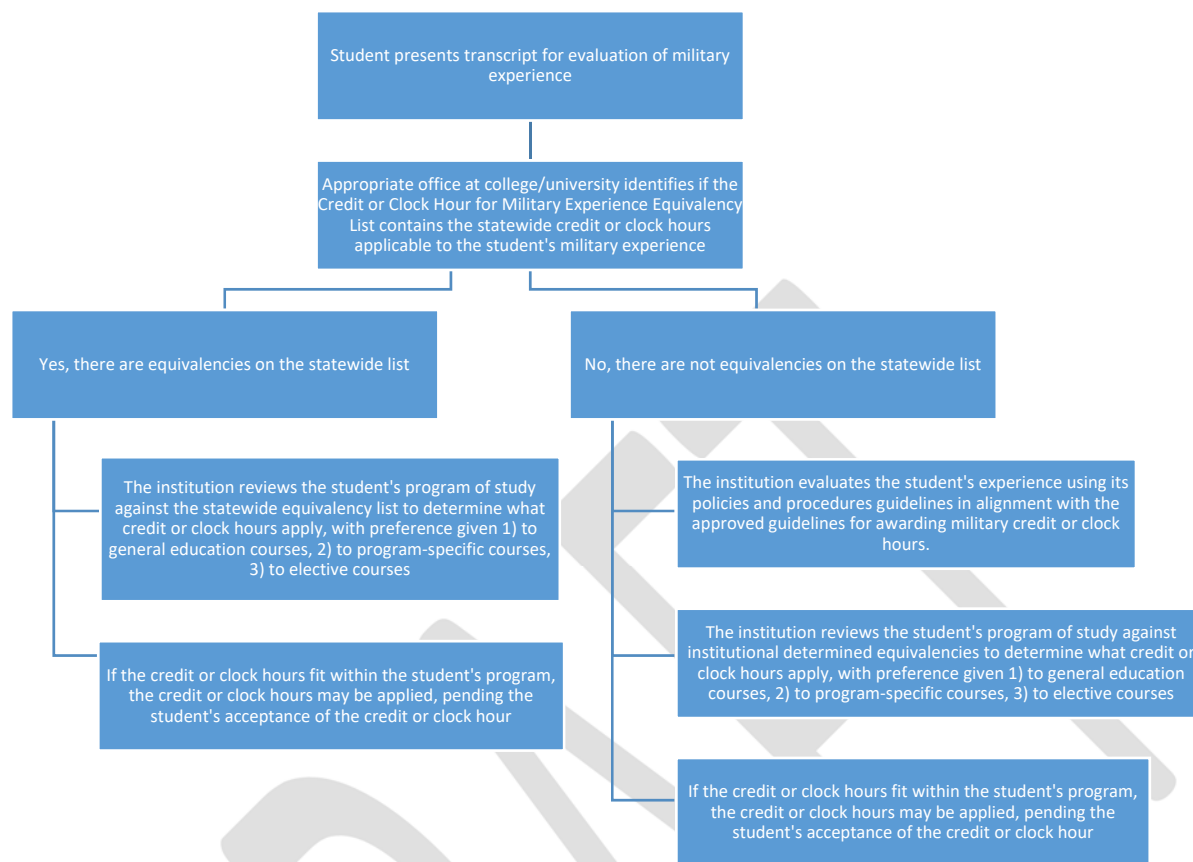 Student presents transcript for evaluation of military
experience
Appropriate office at college/university identifies if the
Credit or Clock Hour for Military Experience Equivalency
List contains the statewide credit or clock hours
applicable to the student's military experience
Yes, there are equivalencies on the statewide list
The institution reviews the student's program of study
against the statewide equivalency list to determine what
credit or clock hours apply, with preference given 1) to
general education courses, 2) to program-specific courses,
3) to elective courses
If the credit or clock hours fit within the student's program,
the credit or clock hours may be applied, pending the
student's acceptance of the credit or clock hour
No, there are not equivalencies on the statewide list
The institution evaluates the student's experience using its
policies and procedures guidelines in alignment with the
approved guidelines for awarding military credit or clock
hours.
The institution reviews the student's program of study against
institutional determined equivalencies to determine what credit or
clock hours apply, with preference given 1) to general education
courses, 2) to program-specific courses, 3) to elective courses
If the credit or clock hours fit within the student's program,
the credit or clock hours may be applied, pending the
student's acceptance of the credit or clock hour